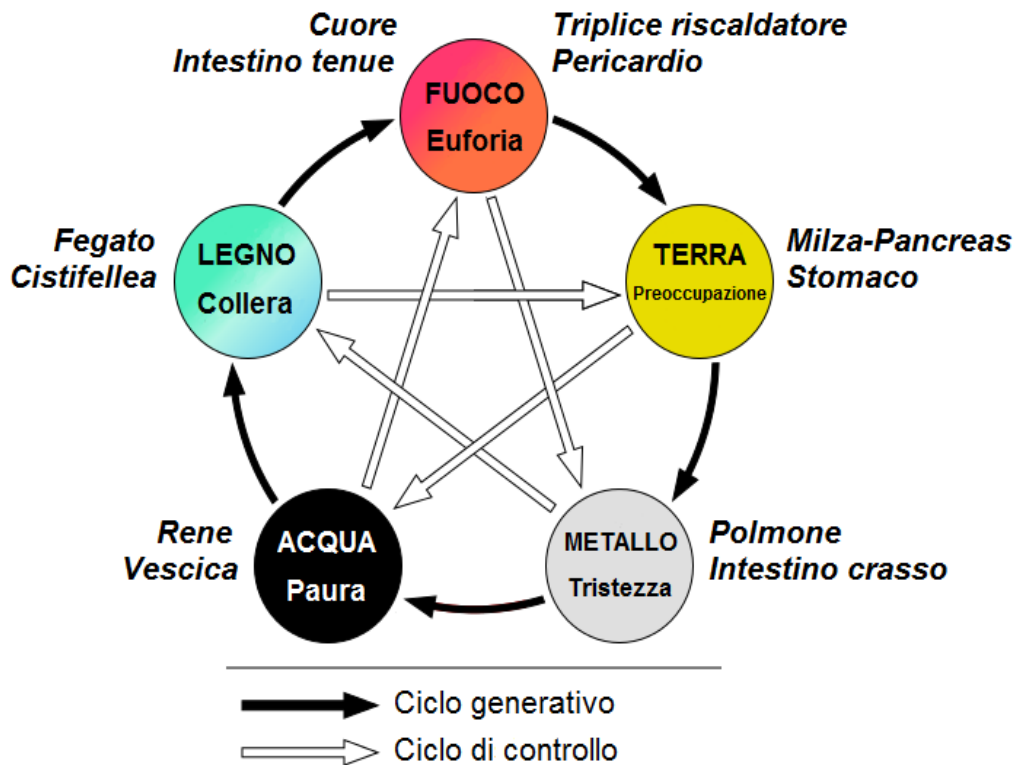 Cuore
Intestino tenue
Triplice riscaldatore
Pericardio
FUOCO
Euforia
Fegato
Cistifellea
LEGNO
Collera
TERRA
Preoccupazione
Milza-Pancreas
Stomaco
Rene
Vescica
ACQUA
Paura
METALLO
Tristezza
Polmone
Intestino crasso
Ciclo generativo
Ciclo di controllo